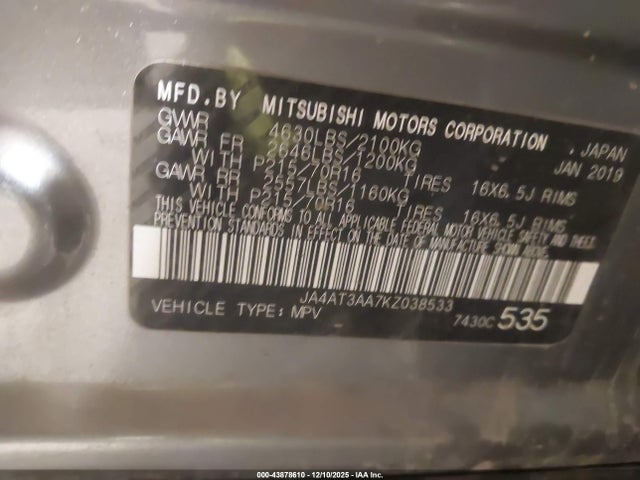 MFD.BY MITSUBISHI MOTORS CORPORATION , JAPAN
GVWR 4630LBS/2100KG JAN 2019
GAWR FR 2646LBS/1200KG
WITH P215/70R16 TIRES 16X6.5J RIMS
GAWR RR 2557LBS/1160KG
WITH P215/70R16 TIRES 16X6.5J RIMS
THIS VEHICLE CONFORMS TO ALL APPLICABLE FEDERAL MOTOR VEHICLE SAFETY AND THEFT
PREVENTION STANDARDS IN EFFECT ON THE DATE OF MANUFACTURE SHOWN ABOVE.
JA4AT3AA7KZ038533
VEHICLE TYPE: MPV 7430C 535
000-43878610 - 12/10/2025 - IAA Inc.